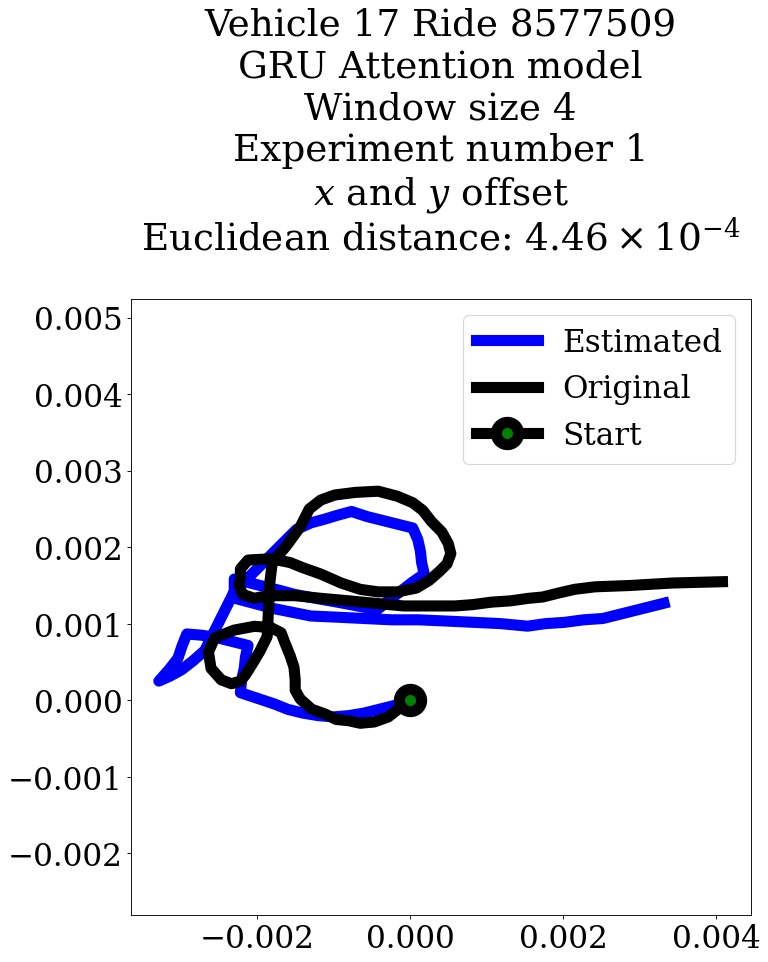 Vehicle 17 Ride 8577509
GRU Attention model
Window size 4
Experiment number 1
x and y offset
Euclidean distance: 4.46 × 10⁻⁴
Estimated
Original
Start
0.005
0.004
0.003
0.002
0.001
0.000
−0.001
−0.002
−0.002 0.000 0.002 0.004